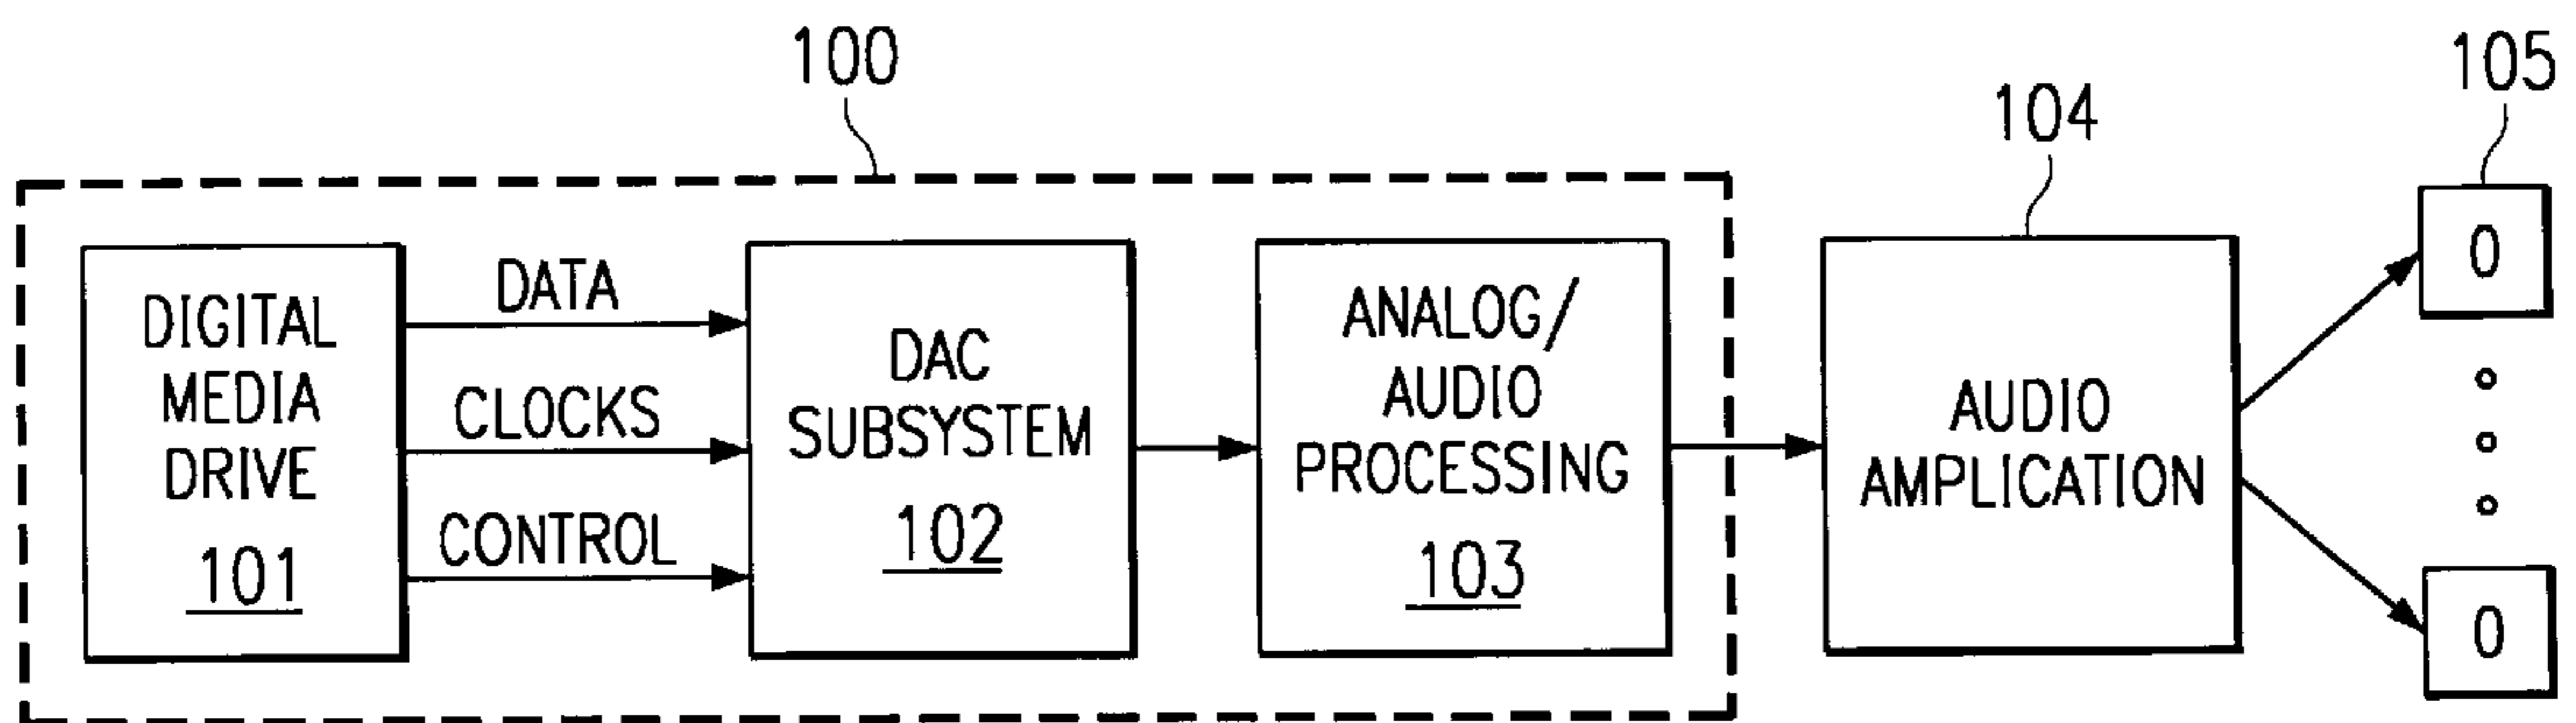 100
104
105
DIGITAL
MEDIA
DRIVE
101
DATA
CLOCKS
CONTROL
DAC
SUBSYSTEM
102
ANALOG/
AUDIO
PROCESSING
103
AUDIO
AMPLICATION
0
0